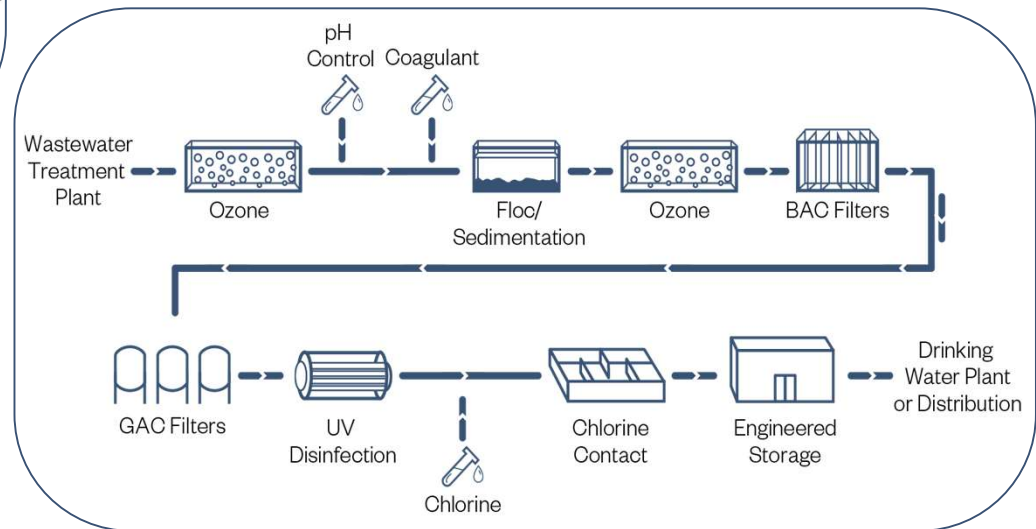 pH
Control
Coagulant
Wastewater
Treatment
Plant
Ozone
Floc/
Sedimentation
Ozone
BAC Filters
GAC Filters
UV
Disinfection
Chlorine
Chlorine
Contact
Engineered
Storage
Drinking
Water Plant
or Distribution